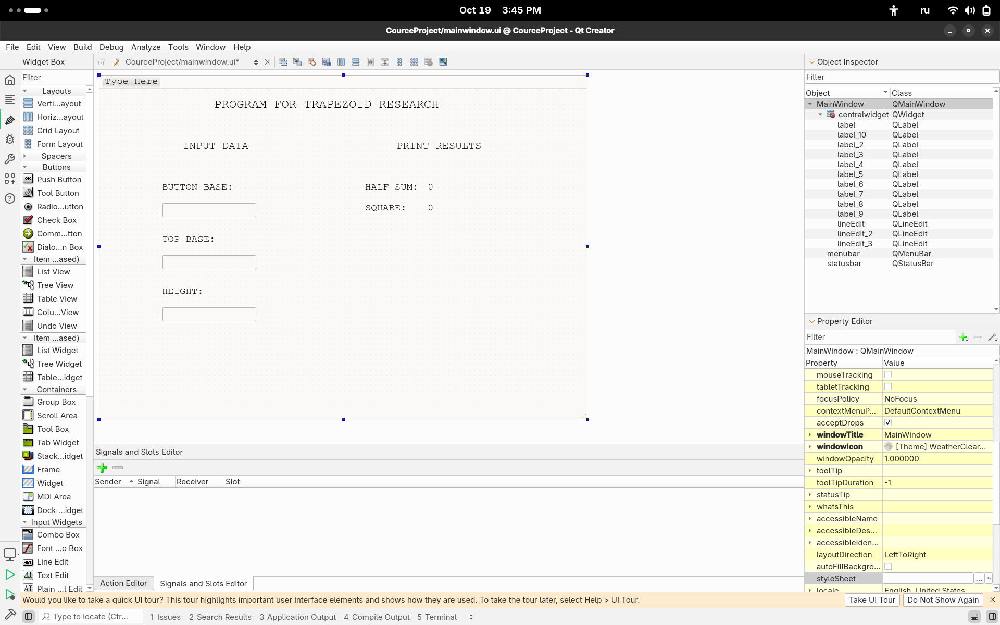 Oct 19 3:45 PM
ru
CourceProject/mainwindow.ui @ CourceProject - Qt Creator
File Edit View Build Debug Analyze Tools Window Help
Widget Box
CourceProject/mainwindow.ui*
Filter
Layouts
Verti...ayout
Horiz...ayout
Grid Layout
Form Layout
Spacers
Buttons
Push Button
Tool Button
Radio...utton
Check Box
Comm...tton
Dialo...n Box
Item ...ased)
List View
Tree View
Table View
Colu...View
Undo View
Item ...ased)
List Widget
Tree Widget
Table...idget
Containers
Group Box
Scroll Area
Tool Box
Tab Widget
Stack...idget
Frame
Widget
MDI Area
Dock ...idget
Input Widgets
Combo Box
Font ...o Box
Line Edit
Text Edit
Plain ...t Edit
Type Here
PROGRAM FOR TRAPEZOID RESEARCH
INPUT DATA
PRINT RESULTS
BUTTON BASE:
HALF SUM: 0
SQUARE: 0
TOP BASE:
HEIGHT:
Signals and Slots Editor
Sender Signal Receiver Slot
Action Editor
Signals and Slots Editor
Object Inspector
Filter
Object Class
MainWindow QMainWindow
centralwidget QWidget
label QLabel
label_10 QLabel
label_2 QLabel
label_3 QLabel
label_4 QLabel
label_5 QLabel
label_6 QLabel
label_7 QLabel
label_8 QLabel
label_9 QLabel
lineEdit QLineEdit
lineEdit_2 QLineEdit
lineEdit_3 QLineEdit
menubar QMenuBar
statusbar QStatusBar
Property Editor
Filter
MainWindow : QMainWindow
Property Value
mouseTracking
tabletTracking
focusPolicy NoFocus
contextMenuP... DefaultContextMenu
acceptDrops
windowTitle MainWindow
windowIcon [Theme] WeatherClear...
windowOpacity 1.000000
toolTip
toolTipDuration -1
statusTip
whatsThis
accessibleName
accessibleDes...
accessibleIden...
layoutDirection LeftToRight
autoFillBackgro...
styleSheet ...
locale English, United States
Would you like to take a quick UI tour? This tour highlights important user interface elements and shows how they are used. To take the tour later, select Help > UI Tour.
Take UI Tour
Do Not Show Again
Type to locate (Ctr...
1 Issues 2 Search Results 3 Application Output 4 Compile Output 5 Terminal